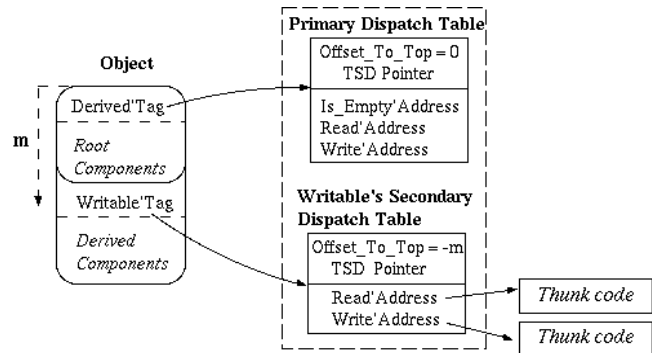 Primary Dispatch Table
Object
Offset_To_Top = 0
TSD Pointer
Derived'Tag
Is_Empty'Address
Read'Address
Write'Address
m
Root
Components
Writable'Tag
Derived
Components
Writable's Secondary
Dispatch Table
Offset_To_Top = -m
TSD Pointer
Read'Address
Write'Address
Thunk code
Thunk code